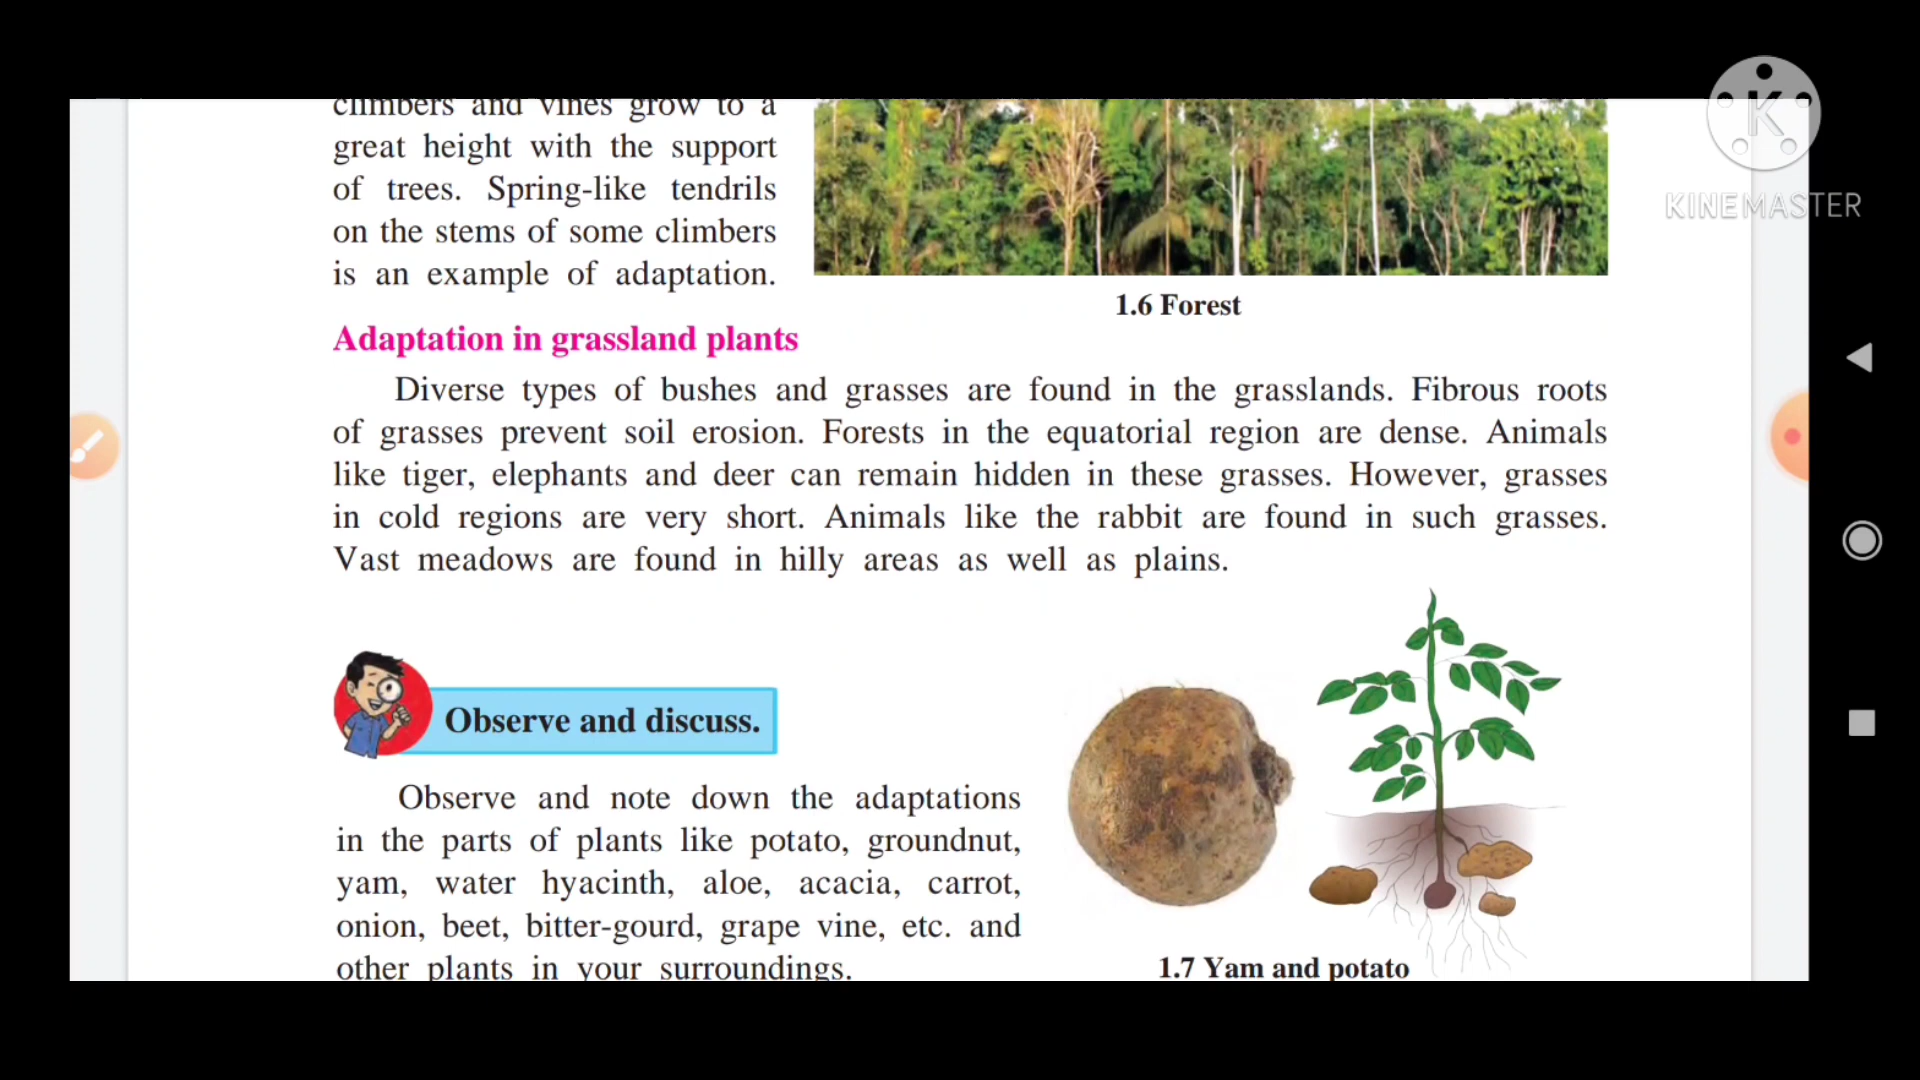 climbers and vines grow to a
great height with the support
of trees. Spring-like tendrils
on the stems of some climbers
is an example of adaptation.
1.6 Forest
K
KINEMASTER
Adaptation in grassland plants
Diverse types of bushes and grasses are found in the grasslands. Fibrous roots
of grasses prevent soil erosion. Forests in the equatorial region are dense. Animals
like tiger, elephants and deer can remain hidden in these grasses. However, grasses
in cold regions are very short. Animals like the rabbit are found in such grasses.
Vast meadows are found in hilly areas as well as plains.
Observe and discuss.
Observe and note down the adaptations
in the parts of plants like potato, groundnut,
yam, water hyacinth, aloe, acacia, carrot,
onion, beet, bitter-gourd, grape vine, etc. and
other plants in your surroundings.
1.7 Yam and potato